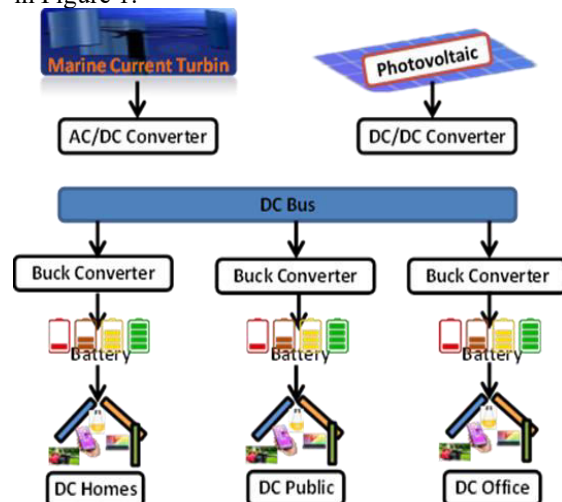 in Figure 1.
Marine Current Turbin
Photovoltaic
AC/DC Converter
DC/DC Converter
DC Bus
Buck Converter
Buck Converter
Buck Converter
Battery
Battery
Battery
DC Homes
DC Public
DC Office